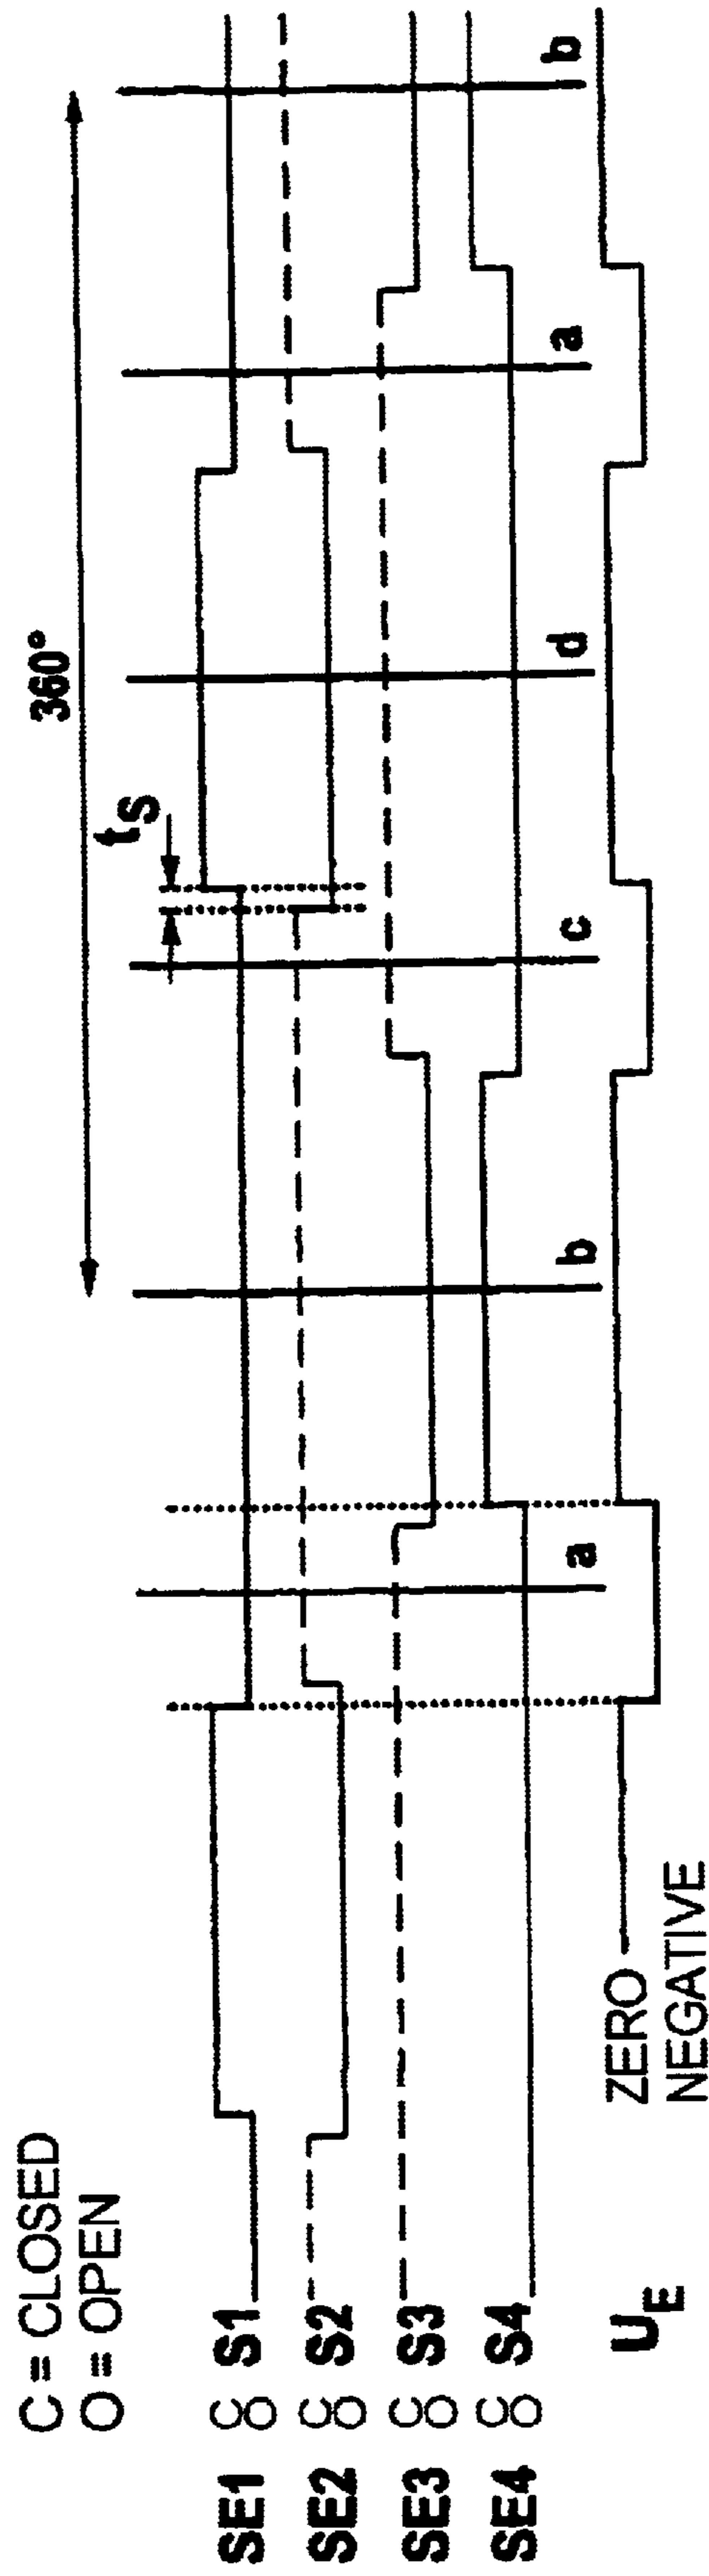 C = CLOSED
O = OPEN
360°
tS
SE1 C O S1
SE2 C O S2
SE3 C O S3
SE4 C O S4
a b c d a b
UE
ZERO
NEGATIVE